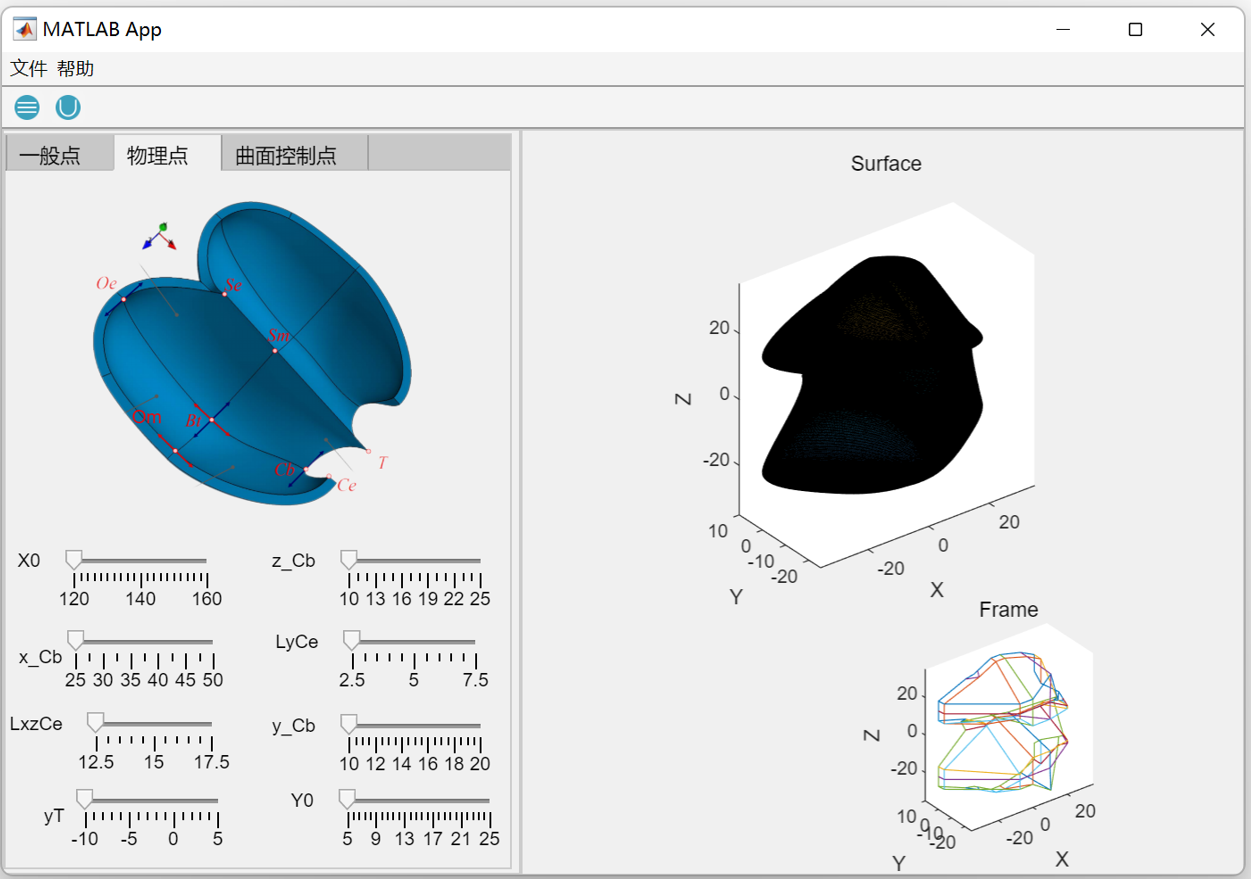 MATLAB App
文件 帮助
一般点 物理点 曲面控制点
Oe
Se
Sm
Om
Bt
Cb
T
Ce
X0
120 140 160
z_Cb
10 13 16 19 22 25
x_Cb
25 30 35 40 45 50
LyCe
2.5 5 7.5
LxzCe
12.5 15 17.5
y_Cb
10 12 14 16 18 20
yT
-10 -5 0 5
Y0
5 9 13 17 21 25
Surface
20
0
-20
Z
10
0
-10
-20
Y
-20
0
20
X
Frame
20
0
-20
Z
10
0
-10
-20
Y
-20
0
20
X